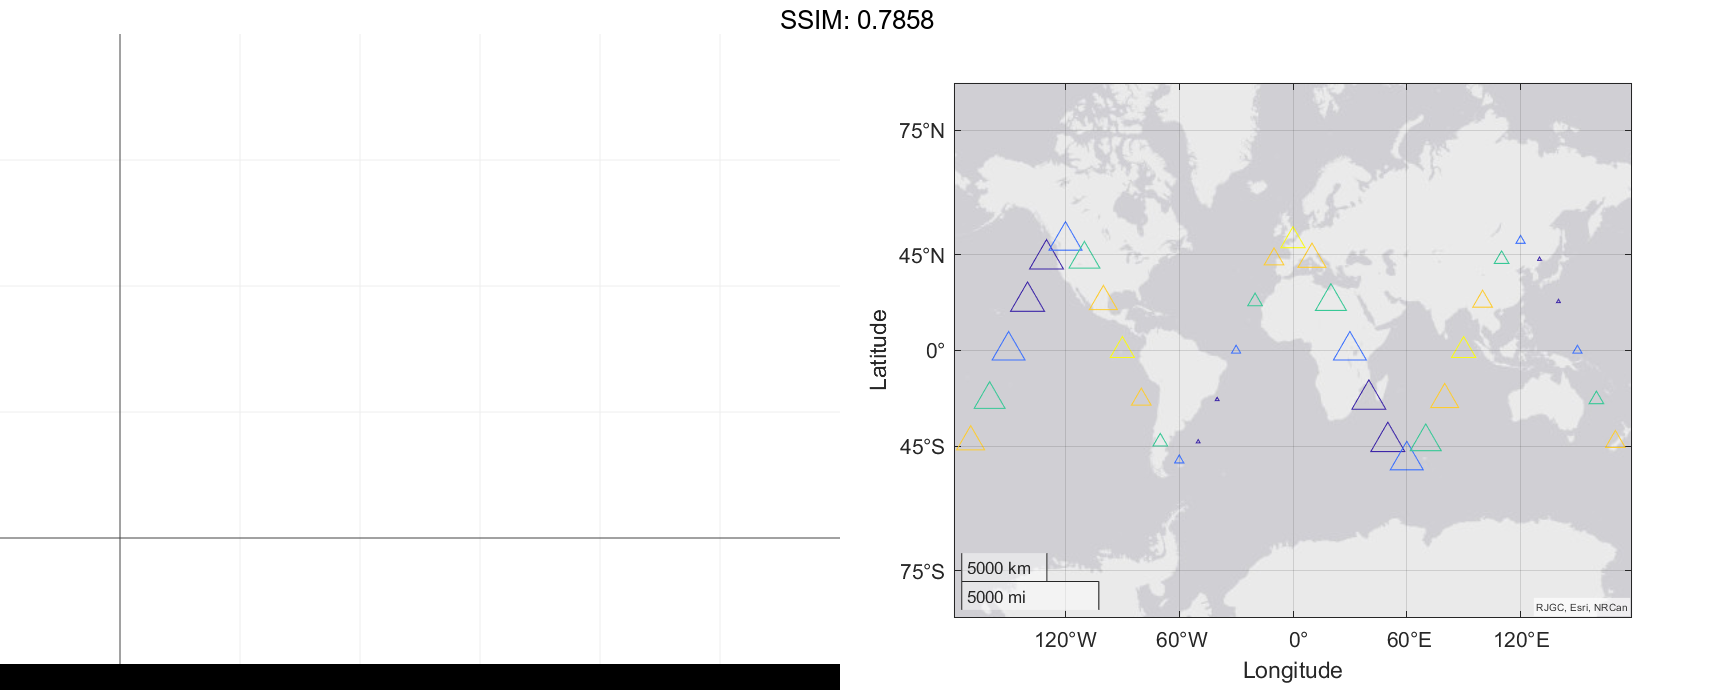 SSIM: 0.7858
75°N
45°N
0°
45°S
75°S
Latitude
5000 km
5000 mi
RJGC, Esri, NRCan
120°W 60°W 0° 60°E 120°E
Longitude